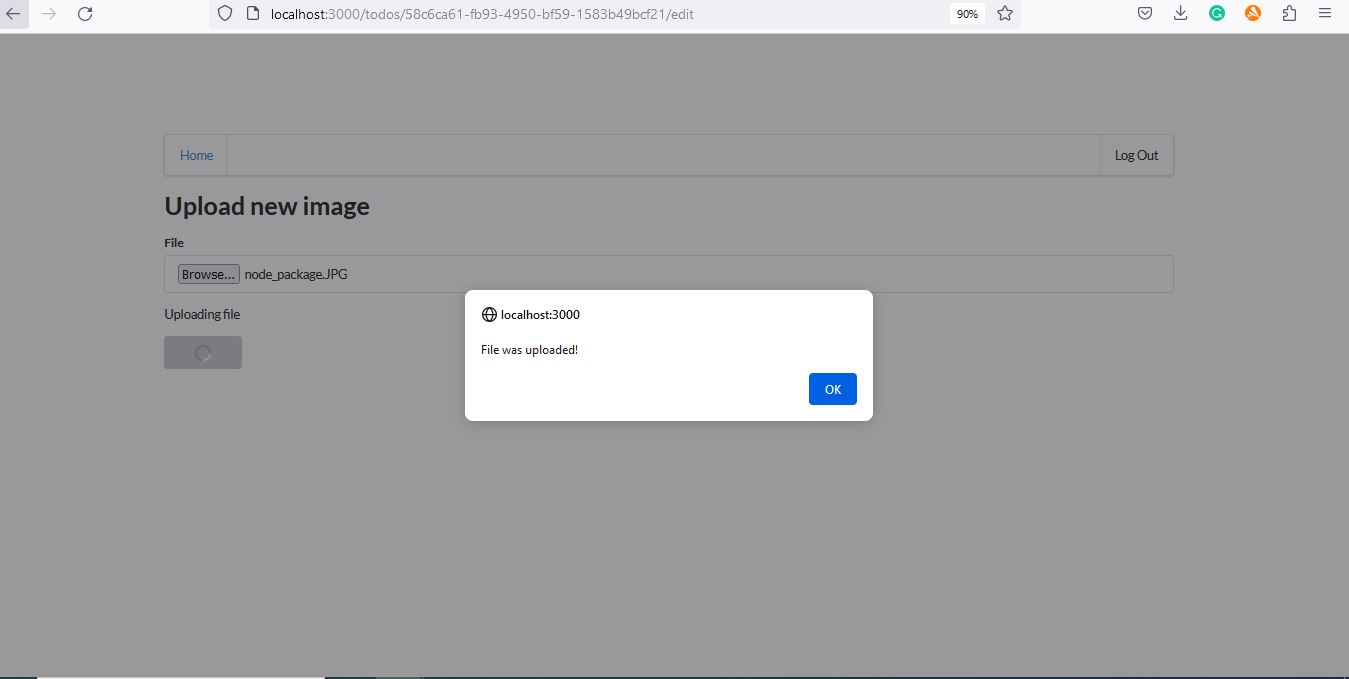 localhost:3000/todos/58c6ca61-fb93-4950-bf59-1583b49bcf21/edit
90%
Home
Log Out
Upload new image
File
Browse... node_package.JPG
localhost:3000
Uploading file
File was uploaded!
OK